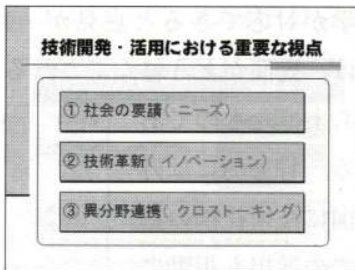 技術開発・活用における重要な視点
① 社会の要請( ニーズ)
② 技術革新( イノベーション)
③ 異分野連携( クロストーキング)